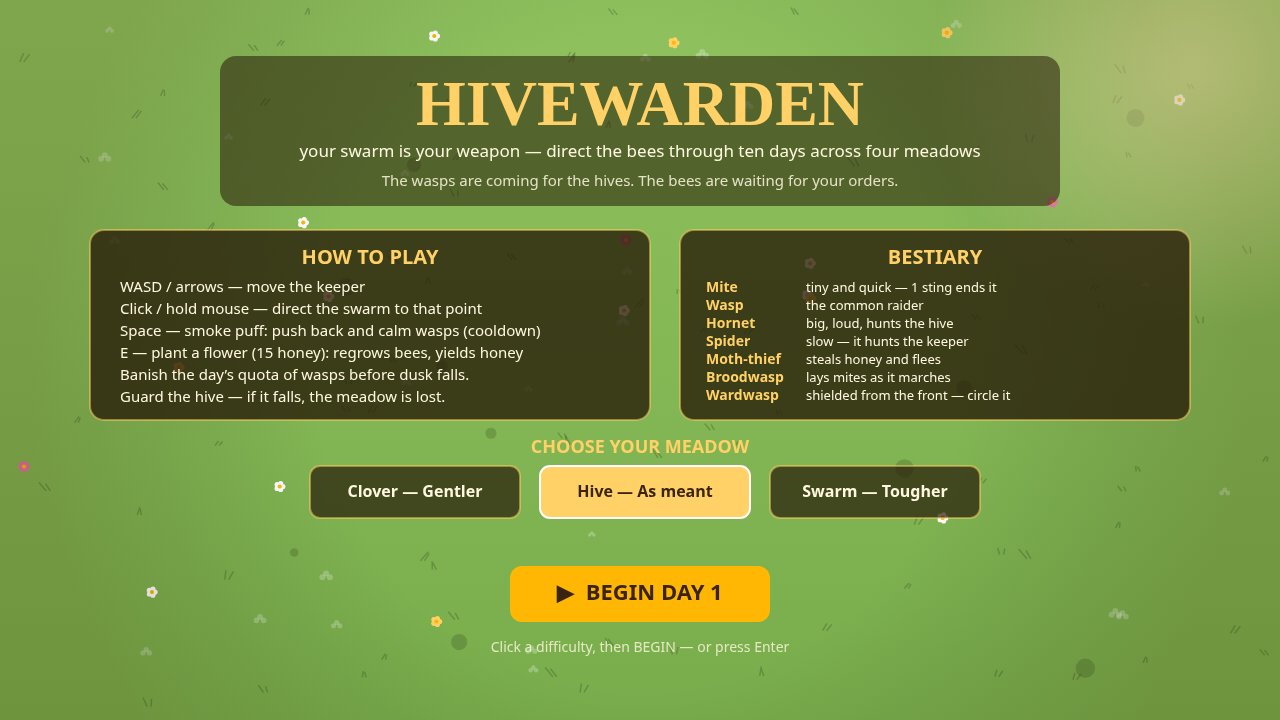 HIVEWARDEN
your swarm is your weapon — direct the bees through ten days across four meadows
The wasps are coming for the hives. The bees are waiting for your orders.
HOW TO PLAY
WASD / arrows — move the keeper
Click / hold mouse — direct the swarm to that point
Space — smoke puff: push back and calm wasps (cooldown)
E — plant a flower (15 honey): regrows bees, yields honey
Banish the day's quota of wasps before dusk falls.
Guard the hive — if it falls, the meadow is lost.
BESTIARY
Mite tiny and quick — 1 sting ends it
Wasp the common raider
Hornet big, loud, hunts the hive
Spider slow — it hunts the keeper
Moth-thief steals honey and flees
Broodwasp lays mites as it marches
Wardwasp shielded from the front — circle it
CHOOSE YOUR MEADOW
Clover — Gentler
Hive — As meant
Swarm — Tougher
▶ BEGIN DAY 1
Click a difficulty, then BEGIN — or press Enter